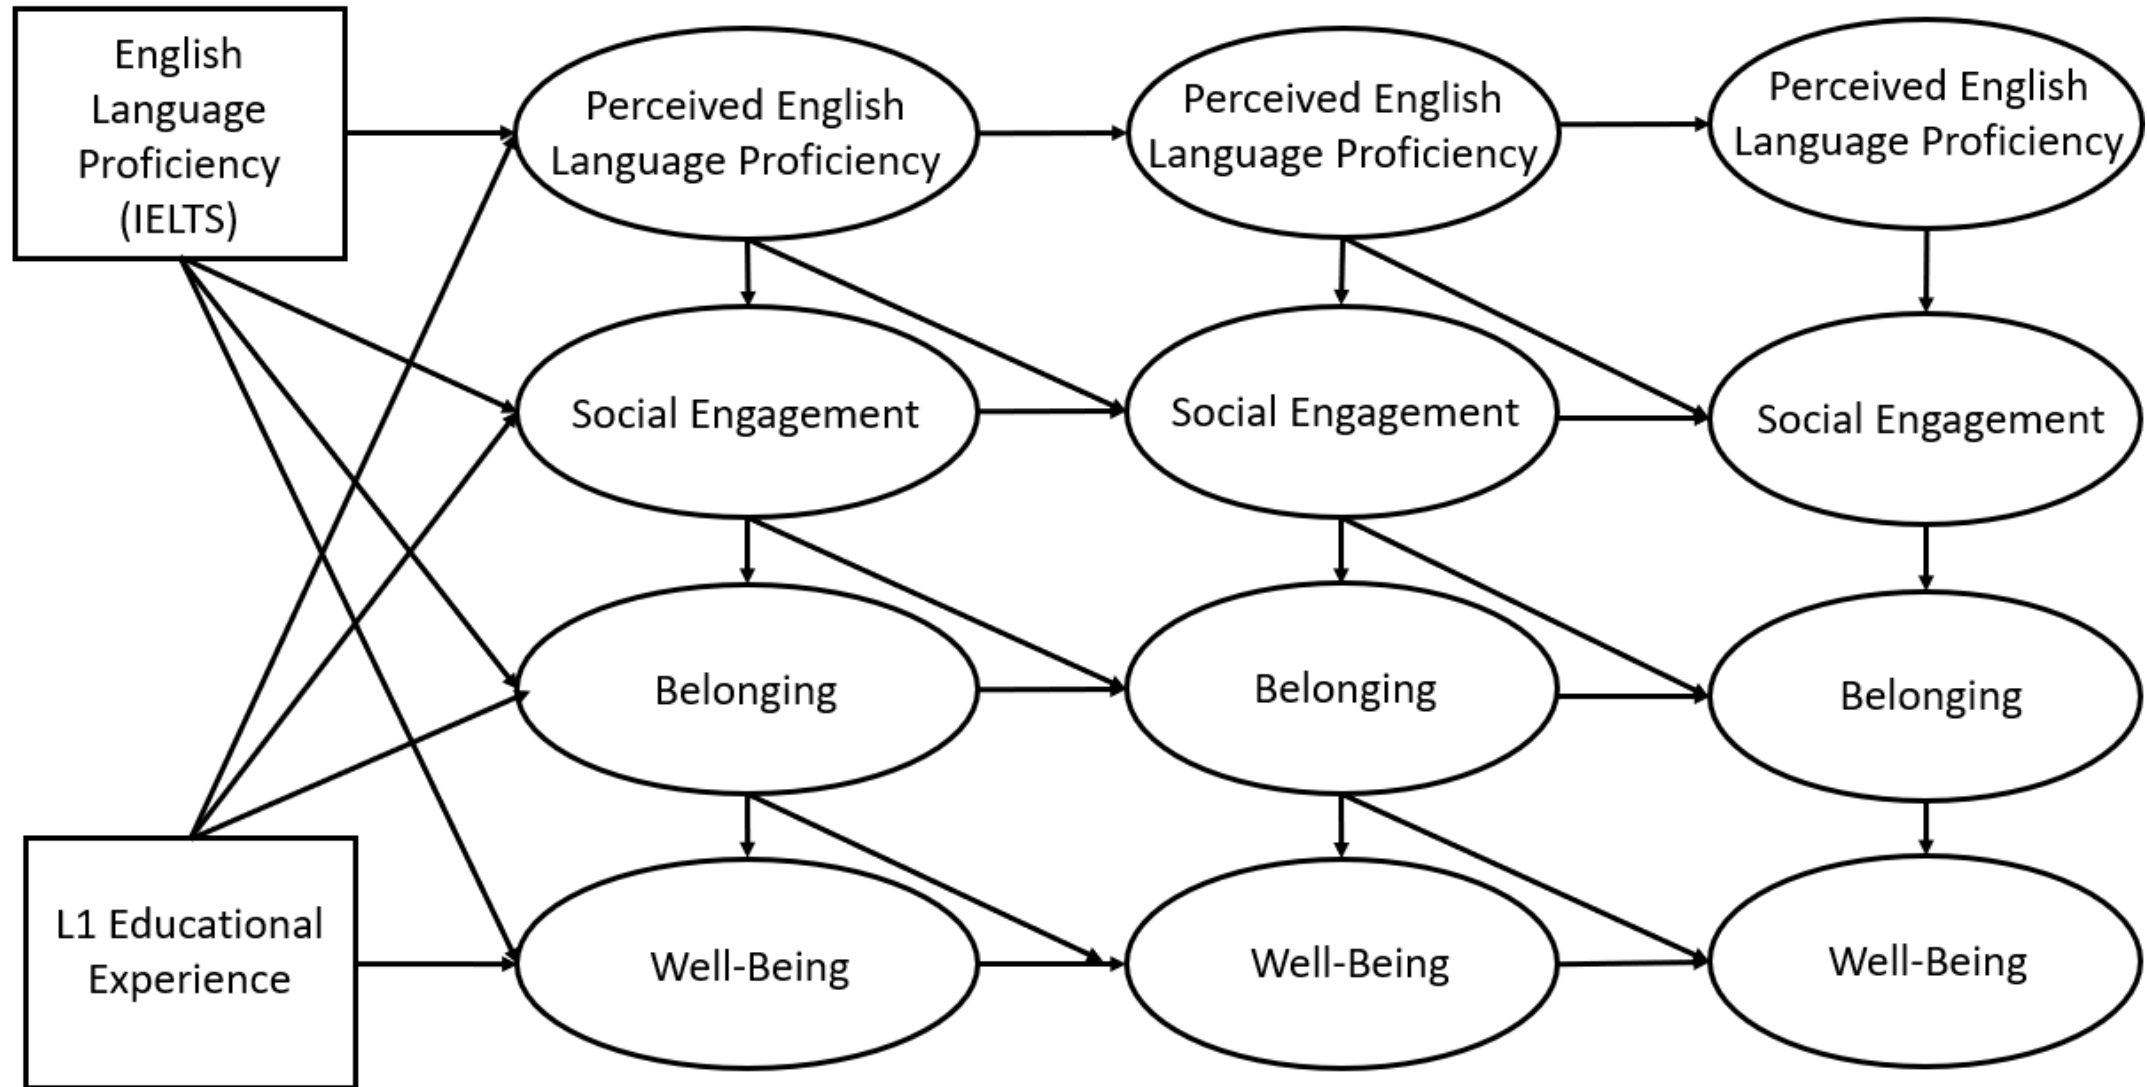 English
Language
Proficiency
(IELTS)
Perceived English
Language Proficiency
Perceived English
Language Proficiency
Perceived English
Language Proficiency
Social Engagement
Social Engagement
Social Engagement
Belonging
Belonging
Belonging
L1 Educational
Experience
Well-Being
Well-Being
Well-Being